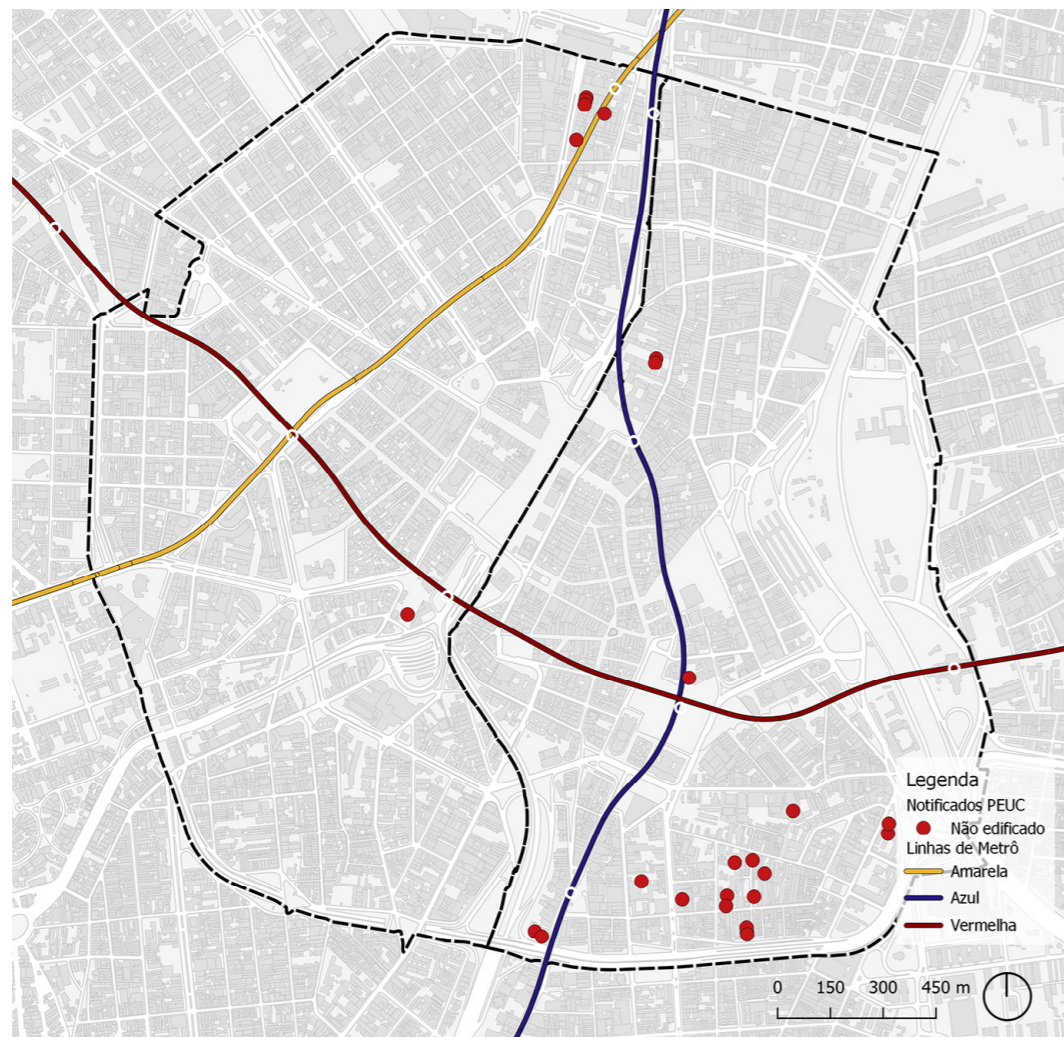 Legenda
Notificados PEUC
Não edificado
Linhas de Metrô
Amarela
Azul
Vermelha
0 150 300 450 m